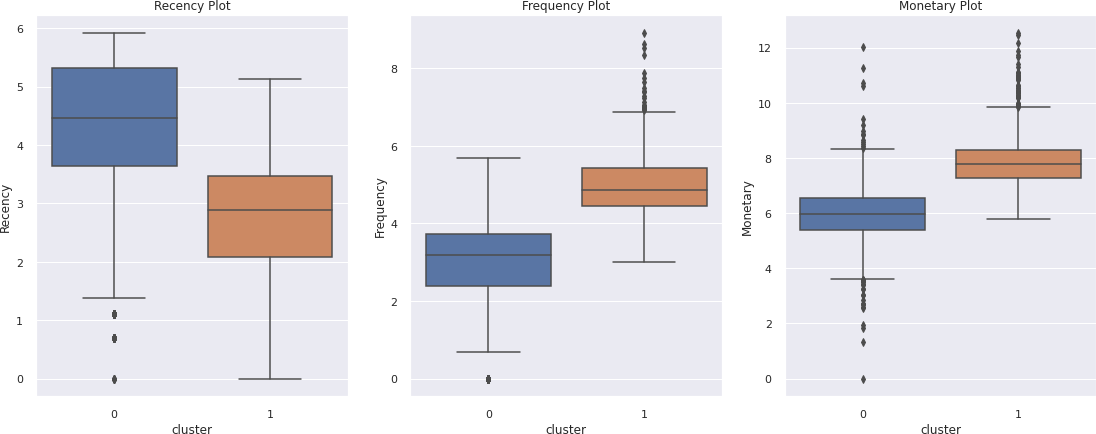 Recency Plot
Recency
6
5
4
3
2
1
0
0 1
cluster
Frequency Plot
Frequency
8
6
4
2
0
0 1
cluster
Monetary Plot
Monetary
12
10
8
6
4
2
0
0 1
cluster